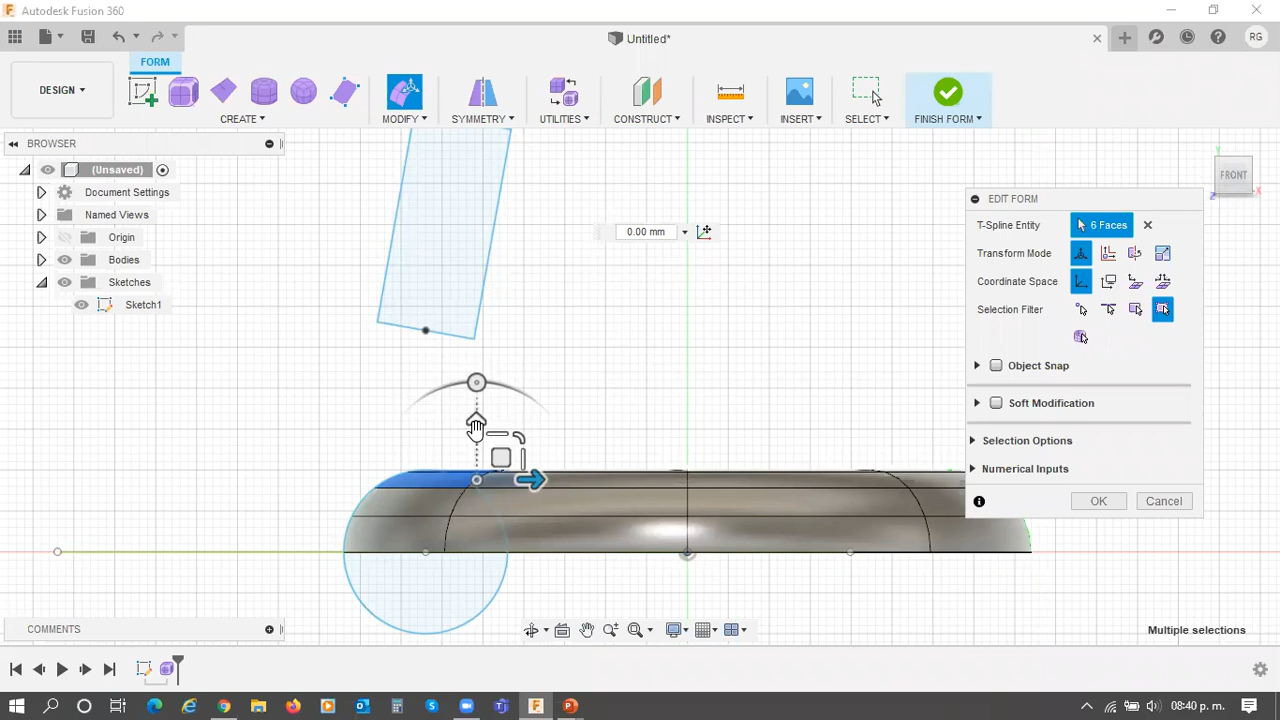 Autodesk Fusion 360
Untitled*
RG
FORM
DESIGN
CREATE
MODIFY
SYMMETRY
UTILITIES
CONSTRUCT
INSPECT
INSERT
SELECT
FINISH FORM
BROWSER
(Unsaved)
Document Settings
Named Views
Origin
Bodies
Sketches
Sketch1
0.00 mm
Y
FRONT
X
Z
EDIT FORM
T-Spline Entity
6 Faces
Transform Mode
Coordinate Space
Selection Filter
Object Snap
Soft Modification
Selection Options
Numerical Inputs
OK
Cancel
COMMENTS
Multiple selections
08:40 p. m.